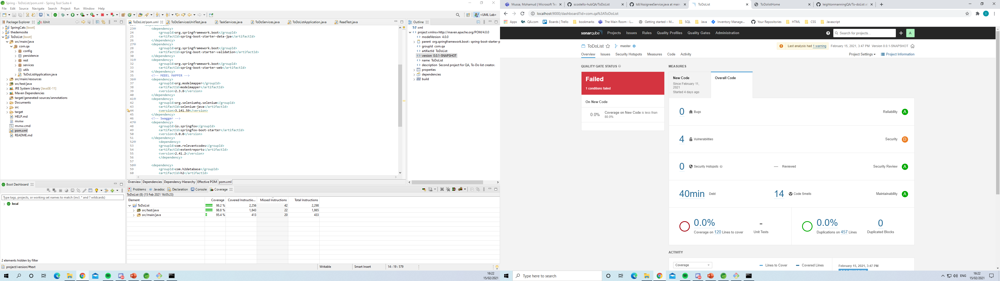 Spring - ToDoList/pom.xml - Spring Tool Suite 4
File Edit Source Navigate Search Project Run Window Help
<UML Lab>
Package Explorer JUnit
SpringCats [boot]
thedemosite
ToDoList [boot]
src/main/java
com.qa
config
persistence
rest
services
utils
ToDoListApplication.java
src/main/resources
src/test/java
JRE System Library [JavaSE-11]
Maven Dependencies
target/generated-sources/annotations
Documents
src
target
HELP.md
mvnw
mvnw.cmd
pom.xml
README.md
Boot Dashboard
Type tags, projects, or working set names to match (incl. * and ? wildcards)
local
2 elements hidden by filter
ToDoList/pom.xml ToDoServicesUnitTest.java TaskServices.java ToDoServices.java ToDoListApplication.java ReadTest.java
23 <dependency>
24 <groupId>org.springframework.boot</groupId>
25 <artifactId>spring-boot-starter-data-jpa</artifactId>
26 </dependency>
27 <dependency>
28 <groupId>org.springframework.boot</groupId>
29 <artifactId>spring-boot-starter-validation</artifactId>
30 </dependency>
31 <dependency>
32 <groupId>org.springframework.boot</groupId>
33 <artifactId>spring-boot-starter-web</artifactId>
34 </dependency>
35 <!-- MODEL MAPPER -->
36 <dependency>
37 <groupId>org.modelmapper</groupId>
38 <artifactId>modelmapper</artifactId>
39 <version>2.3.8</version>
40 </dependency>
41 <dependency>
42 <groupId>org.seleniumhq.selenium</groupId>
43 <artifactId>selenium-java</artifactId>
44 <version>3.141.59</version>
45 </dependency>
46 <!-- Swagger -->
47 <dependency>
48 <groupId>io.springfox</groupId>
49 <artifactId>springfox-boot-starter</artifactId>
50 <version>3.0.0</version>
51 </dependency>
52 <dependency>
53 <groupId>com.relevantcodes</groupId>
54 <artifactId>extentreports</artifactId>
55 <version>2.41.2</version>
56 </dependency>
57
58 <dependency>
59 <groupId>com.h2database</groupId>
60 <artifactId>h2</artifactId>
Overview Dependencies Dependency Hierarchy Effective POM pom.xml
Outline
xml
project xmlns=http://maven.apache.org/POM/4.0.0
modelVersion 4.0.0
parent org.springframework.boot : spring-boot-starter-p
groupId com.qa
artifactId ToDoList
version 0.0.1-SNAPSHOT
name ToDoList
description Second project for QA, To-Do list creator.
properties
dependencies
build
Problems Javadoc Declaration Console Coverage
ToDoList (8) (15 Feb 2021 16:05:23)
Element Coverage Covered Instructio... Missed Instructions Total Instructions
ToDoList 98.2 % 2,256 42 2,298
src/test/java 98.8 % 1,843 22 1,865
src/main/java 95.4 % 413 20 433
project/version/#text Writable Smart Insert 14 : 19 : 579
16:22
15/02/2021
Mussa, Mohamud | Microsoft Te scostello-hubQA/ToDoList tdl/AssigneeService.java at main ToDoList ToDolistHome leightonmanningQA/To-doList at
localhost:9000/dashboard?id=com.qa%3AToDoList
Apps QA.com Boards | Trello bookmarks The Main Room - L... Getting started – M... SQL Java Inventory Manage... Your Repositories HTML CSS Javascript
sonarqube Projects Issues Rules Quality Profiles Quality Gates Administration Search for projects... A
ToDoList master Last analysis had 1 warning February 15, 2021, 3:47 PM Version 0.0.1-SNAPSHOT
Overview Issues Security Hotspots Measures Code Activity Project Settings Project Information
QUALITY GATE STATUS
Failed
1 conditions failed
On New Code
0.0% Coverage on New Code is less than
80.0%
MEASURES
New Code
Since February 11,
2021
Started 4 days ago
Overall Code
0 Bugs Reliability A
4 Vulnerabilities Security D
0 Security Hotspots Reviewed Security Review A
40min Debt 14 Code Smells Maintainability A
0.0% - 0.0% 0
Coverage on 120 Lines to cover Unit Tests Duplications on 457 Lines Duplicated Blocks
ACTIVITY
Coverage Lines to Cover Covered Lines February 15, 2021, 3:47 PM
Type here to search
ENG
16:22
15/02/2021